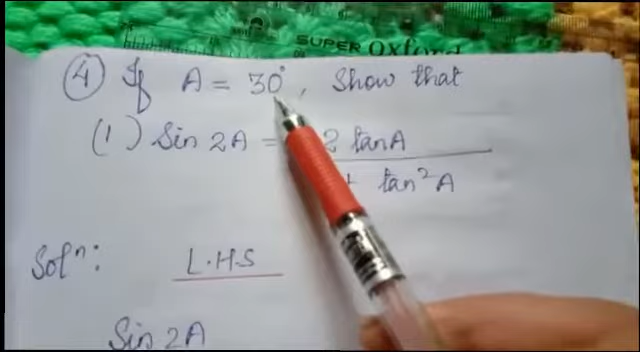 SUPER Oxford
④ If A = 30°, Show that
(1) Sin 2A = 2 tanA
+ tan²A
Solⁿ: L.H.S
Sin 2A